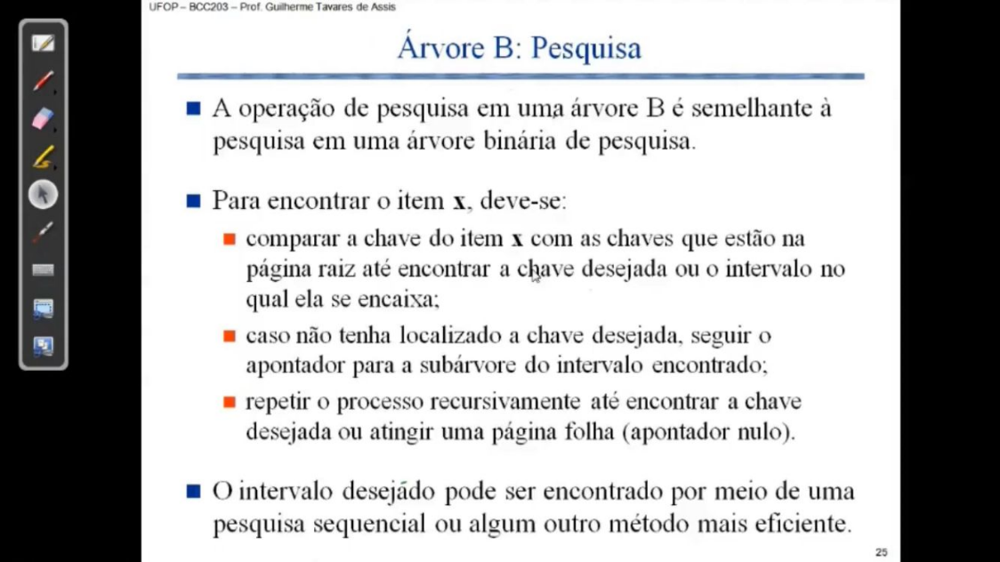 UFOP – BCC203 – Prof. Guilherme Tavares de Assis
Árvore B: Pesquisa
A operação de pesquisa em uma árvore B é semelhante à
pesquisa em uma árvore binária de pesquisa.
Para encontrar o item x, deve-se:
comparar a chave do item x com as chaves que estão na
página raiz até encontrar a chave desejada ou o intervalo no
qual ela se encaixa;
caso não tenha localizado a chave desejada, seguir o
apontador para a subárvore do intervalo encontrado;
repetir o processo recursivamente até encontrar a chave
desejada ou atingir uma página folha (apontador nulo).
O intervalo desejado pode ser encontrado por meio de uma
pesquisa sequencial ou algum outro método mais eficiente.
25